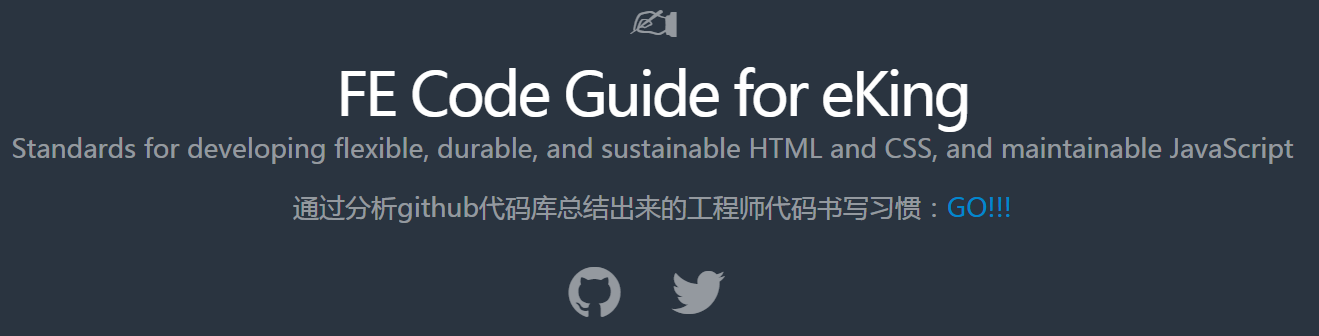 FE Code Guide for eKing
Standards for developing flexible, durable, and sustainable HTML and CSS, and maintainable JavaScript
通过分析github代码库总结出来的工程师代码书写习惯：GO!!!